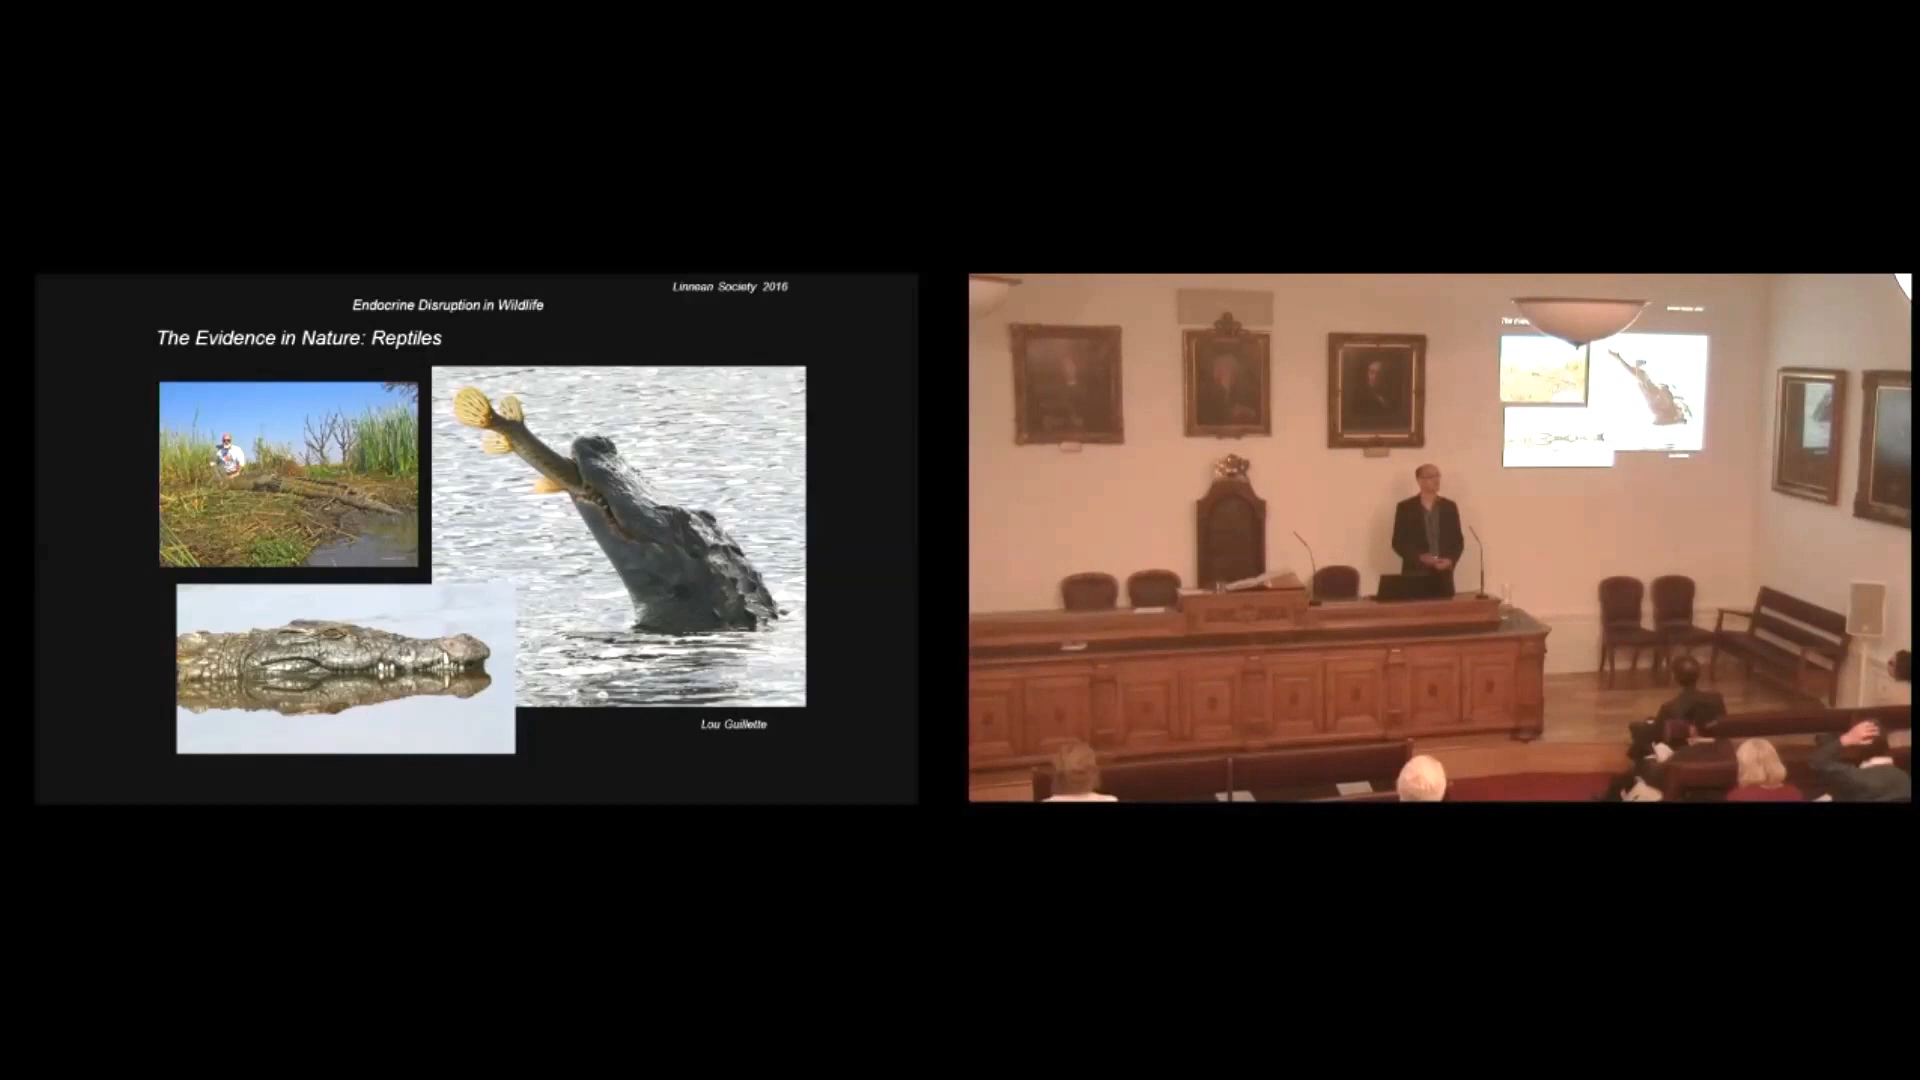 Linnean Society 2016
Endocrine Disruption in Wildlife
The Evidence in Nature: Reptiles
Lou Guillette